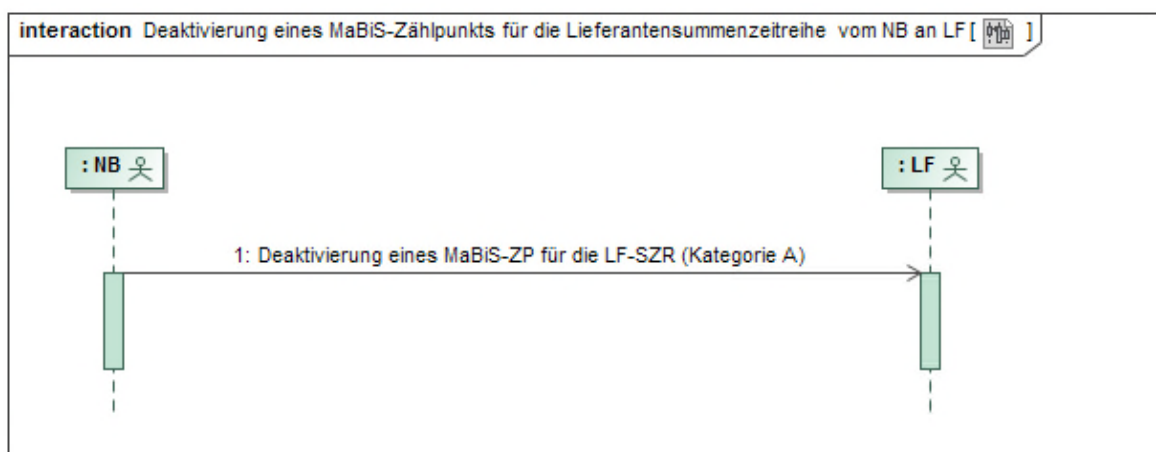 interaction Deaktivierung eines MaBiS-Zählpunkts für die Lieferantensummenzeitreihe vom NB an LF [ ]
: NB
: LF
1: Deaktivierung eines MaBiS-ZP für die LF-SZR (Kategorie A)